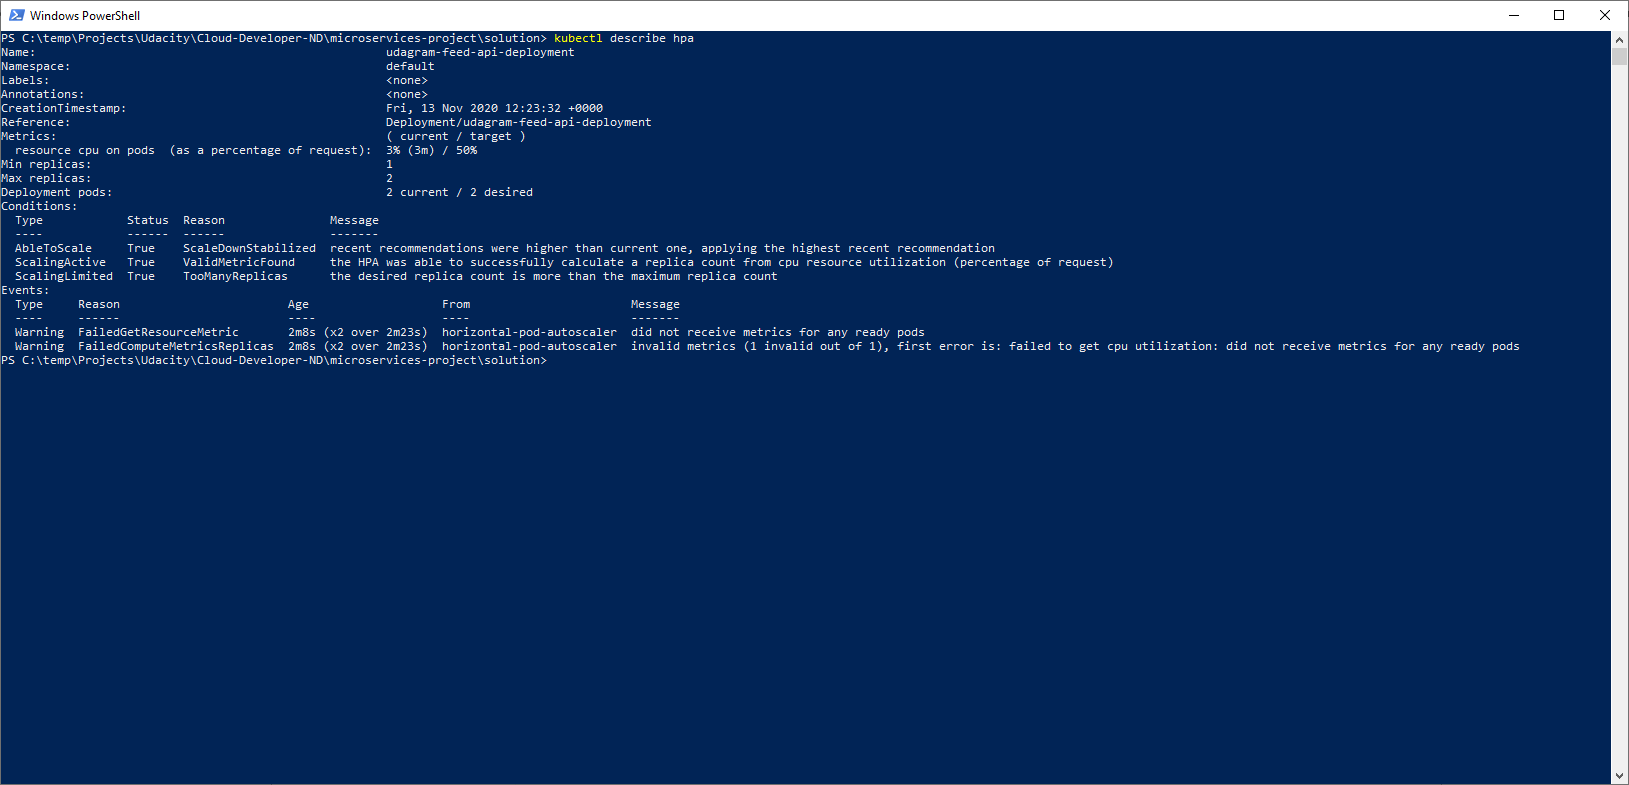 Windows PowerShell
PS C:\temp\Projects\Udacity\Cloud-Developer-ND\microservices-project\solution> kubectl describe hpa
Name:                                                  udagram-feed-api-deployment
Namespace:                                             default
Labels:                                                <none>
Annotations:                                           <none>
CreationTimestamp:                                     Fri, 13 Nov 2020 12:23:32 +0000
Reference:                                             Deployment/udagram-feed-api-deployment
Metrics:                                               ( current / target )
  resource cpu on pods  (as a percentage of request):  3% (3m) / 50%
Min replicas:                                          1
Max replicas:                                          2
Deployment pods:                                       2 current / 2 desired
Conditions:
  Type            Status  Reason               Message
  ----            ------  ------               -------
  AbleToScale     True    ScaleDownStabilized  recent recommendations were higher than current one, applying the highest recent recommendation
  ScalingActive   True    ValidMetricFound     the HPA was able to successfully calculate a replica count from cpu resource utilization (percentage of request)
  ScalingLimited  True    TooManyReplicas      the desired replica count is more than the maximum replica count
Events:
  Type     Reason                        Age                   From                       Message
  ----     ------                        ----                  ----                       -------
  Warning  FailedGetResourceMetric       2m8s (x2 over 2m23s)  horizontal-pod-autoscaler  did not receive metrics for any ready pods
  Warning  FailedComputeMetricsReplicas  2m8s (x2 over 2m23s)  horizontal-pod-autoscaler  invalid metrics (1 invalid out of 1), first error is: failed to get cpu utilization: did not receive metrics for any ready pods
PS C:\temp\Projects\Udacity\Cloud-Developer-ND\microservices-project\solution>